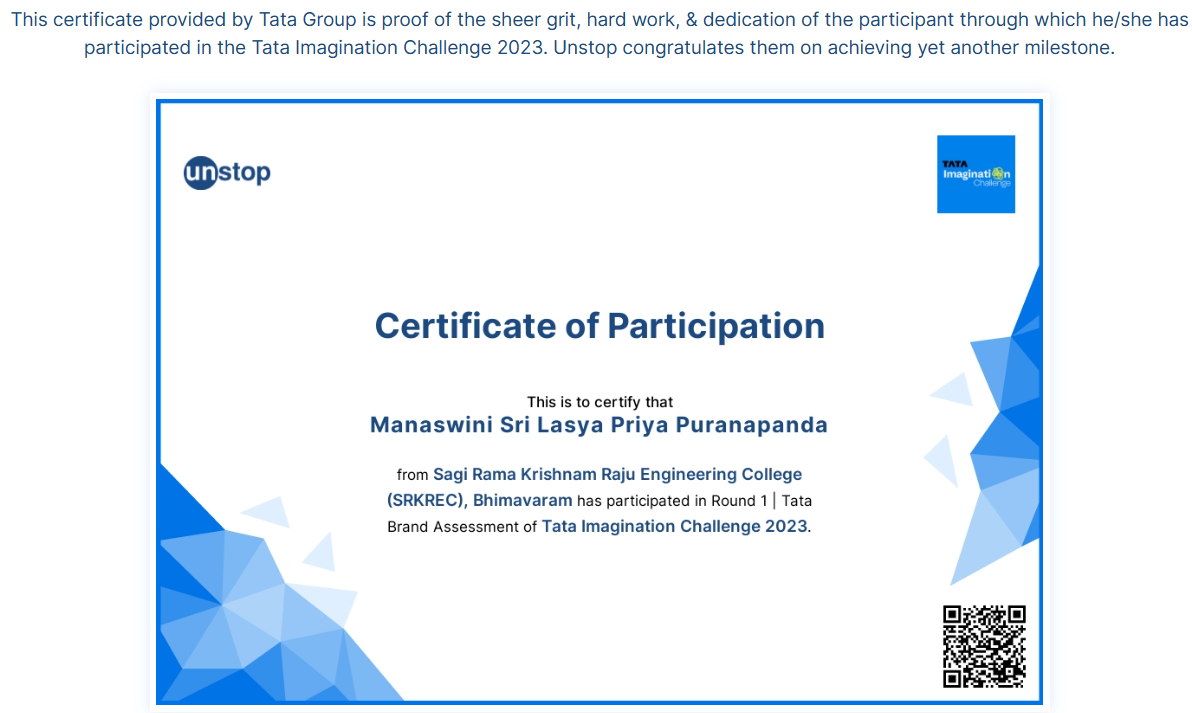 This certificate provided by Tata Group is proof of the sheer grit, hard work, & dedication of the participant through which he/she has
participated in the Tata Imagination Challenge 2023. Unstop congratulates them on achieving yet another milestone.
unstop
TATA
Imagination
Challenge
Certificate of Participation
This is to certify that
Manaswini Sri Lasya Priya Puranapanda
from Sagi Rama Krishnam Raju Engineering College
(SRKREC), Bhimavaram has participated in Round 1 | Tata
Brand Assessment of Tata Imagination Challenge 2023.